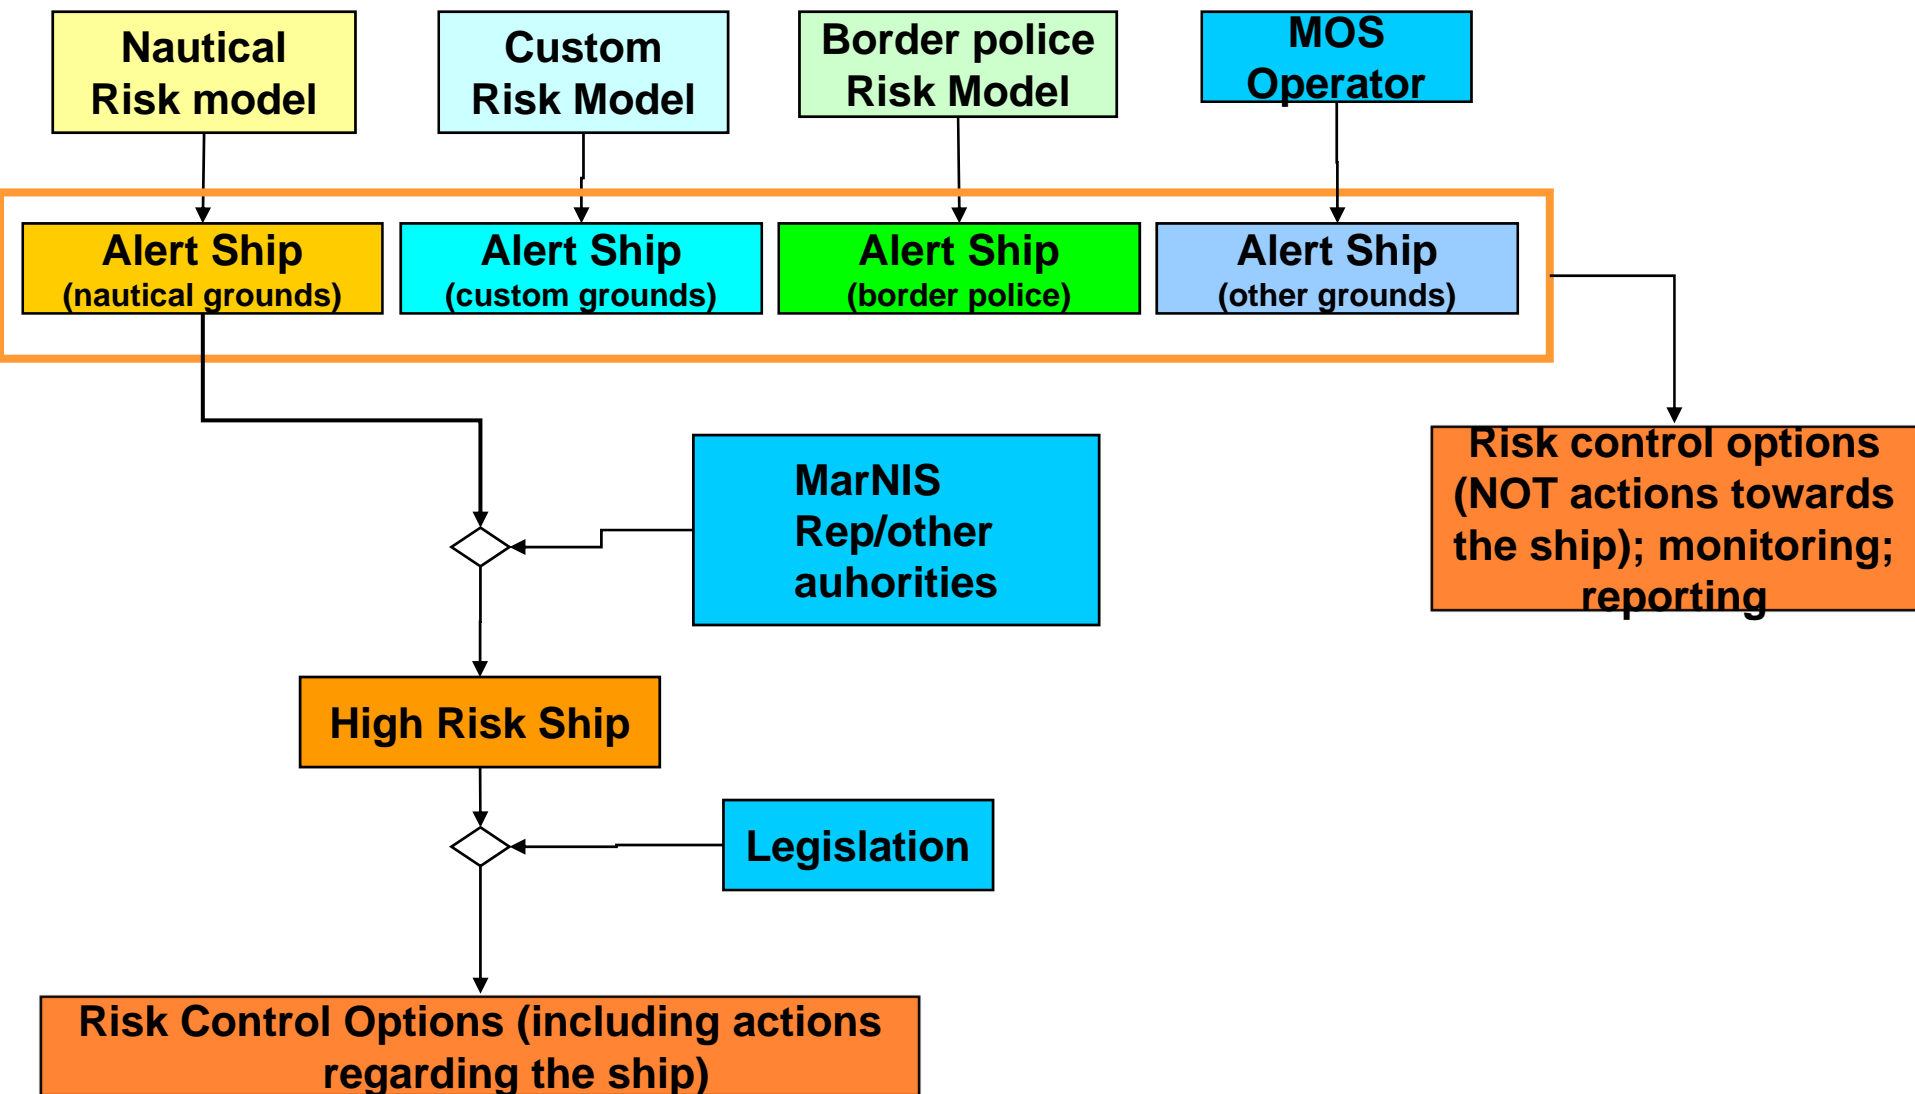 Nautical
Risk model
Custom
Risk Model
Border police
Risk Model
MOS
Operator
Alert Ship
(nautical grounds)
Alert Ship
(custom grounds)
Alert Ship
(border police)
Alert Ship
(other grounds)
Risk control options
(NOT actions towards
the ship); monitoring;
reporting
MarNIS
Rep/other
auhorities
High Risk Ship
Legislation
Risk Control Options (including actions
regarding the ship)